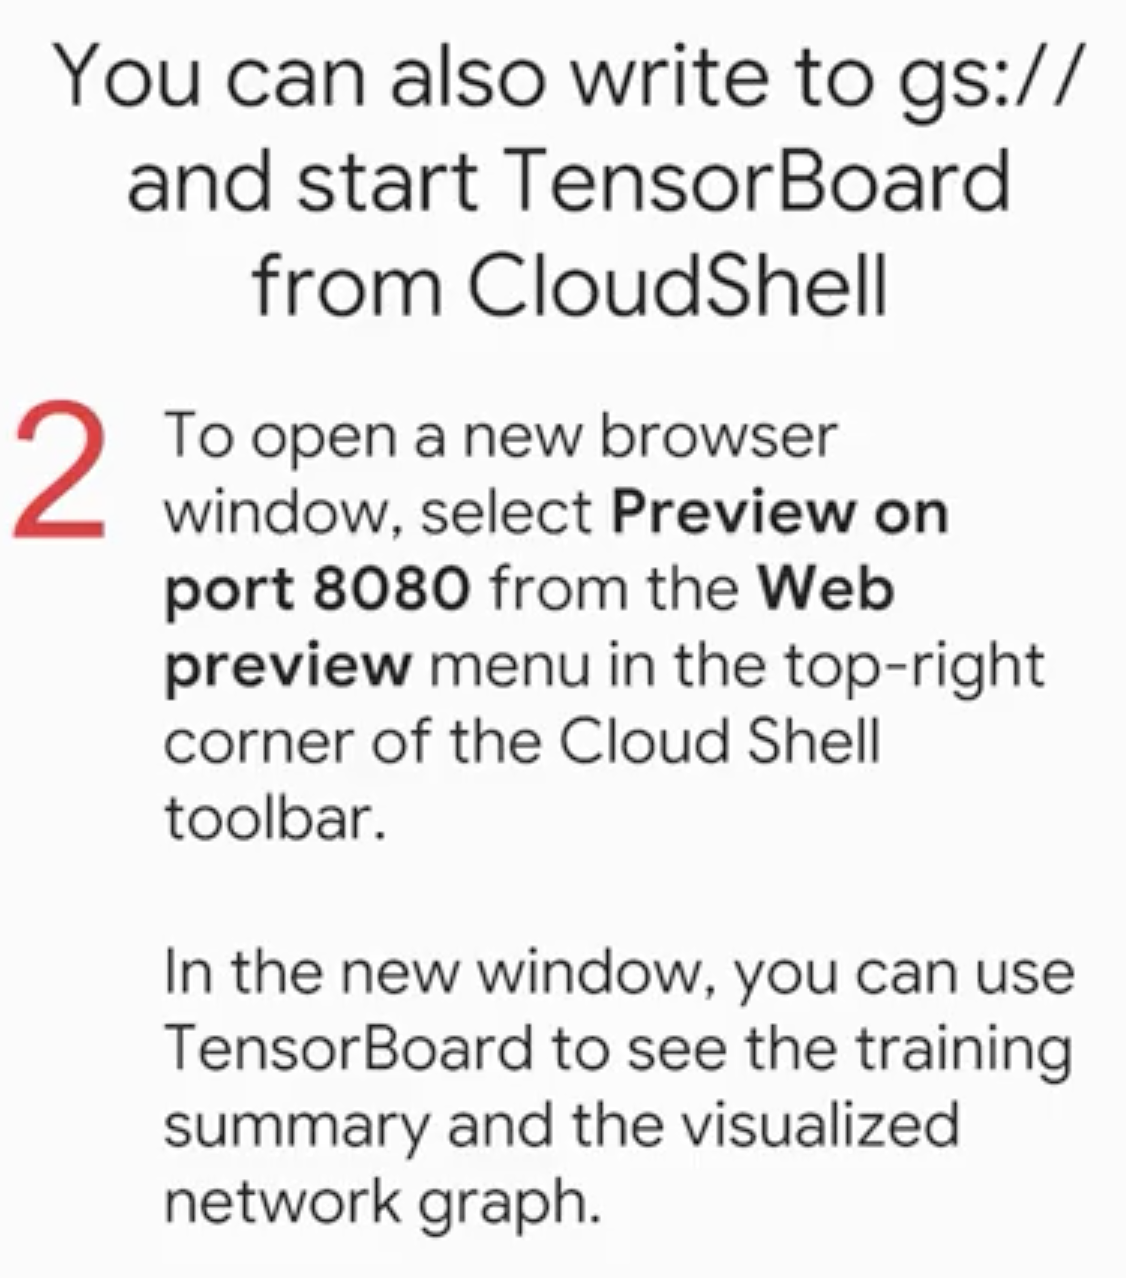 You can also write to gs://
and start TensorBoard
from CloudShell
2
To open a new browser
window, select Preview on
port 8080 from the Web
preview menu in the top-right
corner of the Cloud Shell
toolbar.
In the new window, you can use
TensorBoard to see the training
summary and the visualized
network graph.